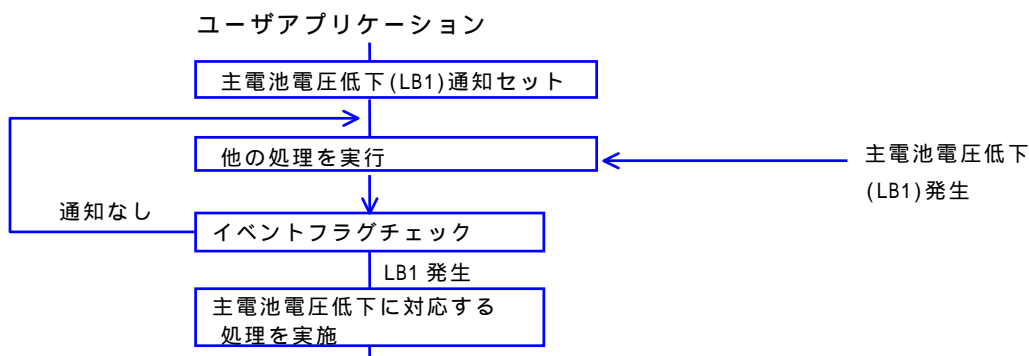 ユーザアプリケーション
主電池電圧低下(LB1)通知セット
他の処理を実行
主電池電圧低下
(LB1)発生
通知なし
イベントフラグチェック
LB1 発生
主電池電圧低下に対応する
処理を実施